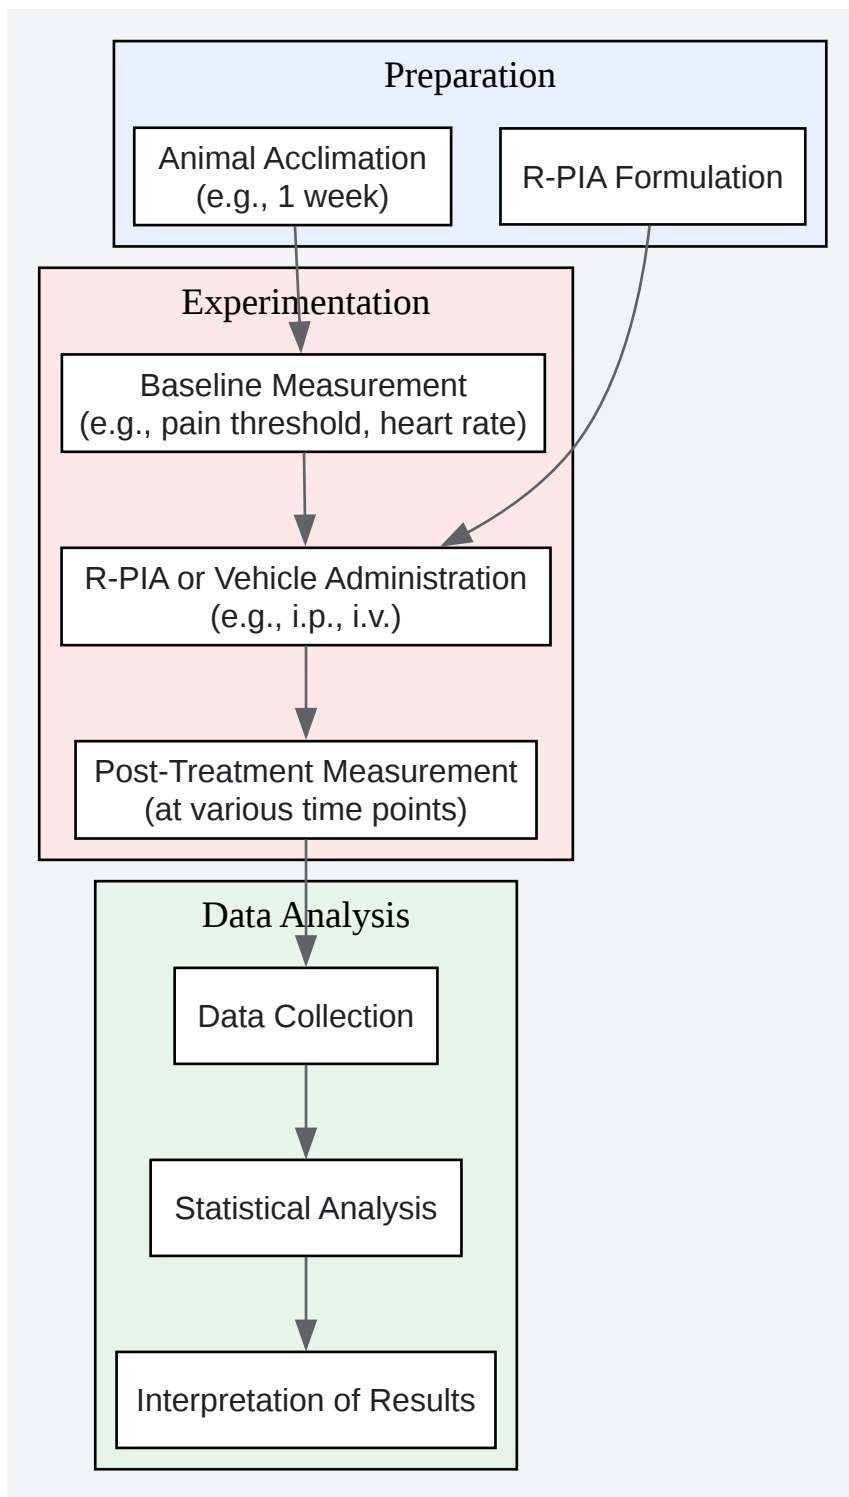 Preparation
Animal Acclimation
(e.g., 1 week)
R-PIA Formulation
Experimentation
Baseline Measurement
(e.g., pain threshold, heart rate)
R-PIA or Vehicle Administration
(e.g., i.p., i.v.)
Post-Treatment Measurement
(at various time points)
Data Analysis
Data Collection
Statistical Analysis
Interpretation of Results